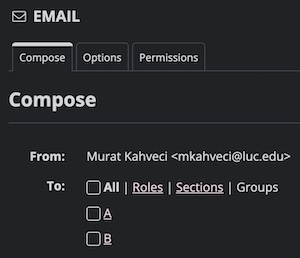 EMAIL
Compose Options Permissions
Compose
From: Murat Kahveci <mkahveci@luc.edu>
To: All | Roles | Sections | Groups
A
B